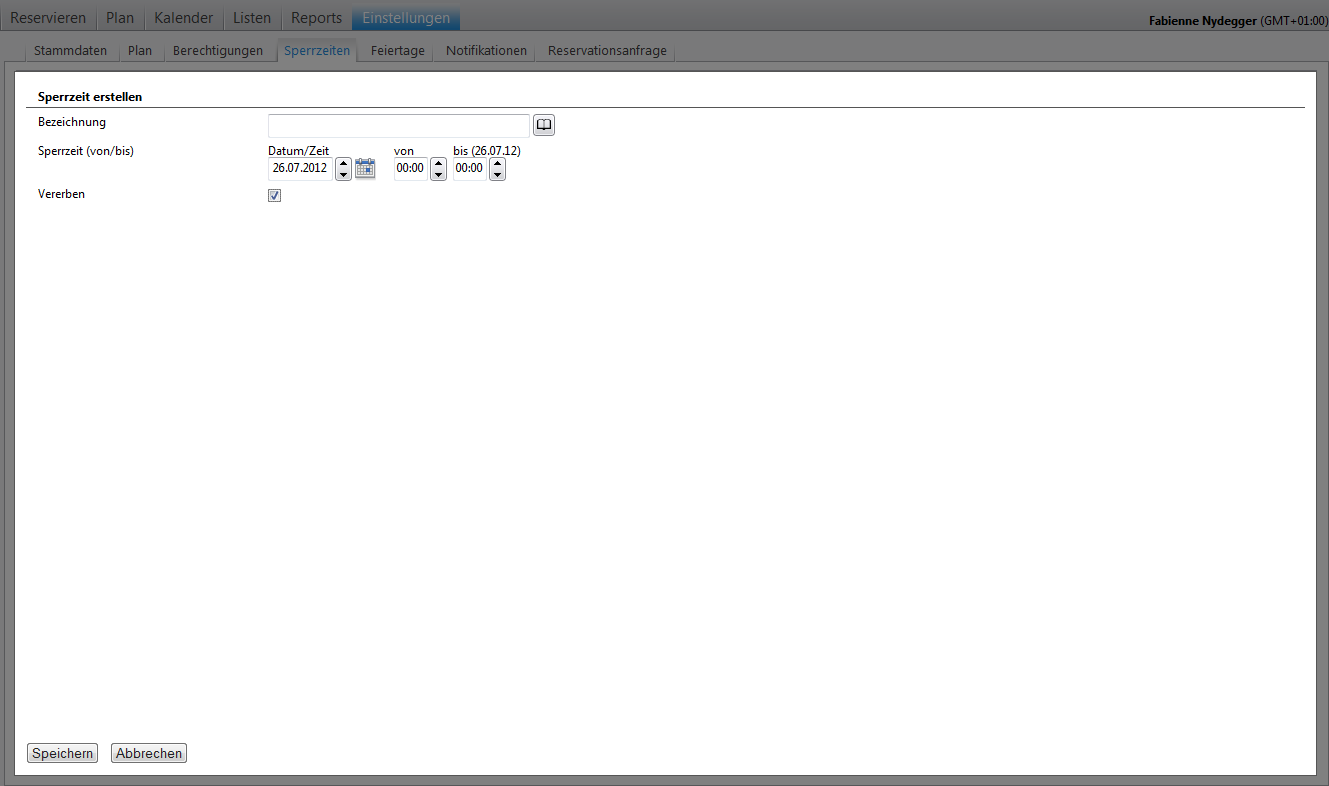 Reservieren Plan Kalender Listen Reports Einstellungen Fabienne Nydegger (GMT+01:00)
Stammdaten Plan Berechtigungen Sperrzeiten Feiertage Notifikationen Reservationsanfrage
Sperrzeit erstellen
Bezeichnung
Sperrzeit (von/bis) Datum/Zeit von bis (26.07.12)
26.07.2012 00:00 00:00
Vererben
Speichern Abbrechen